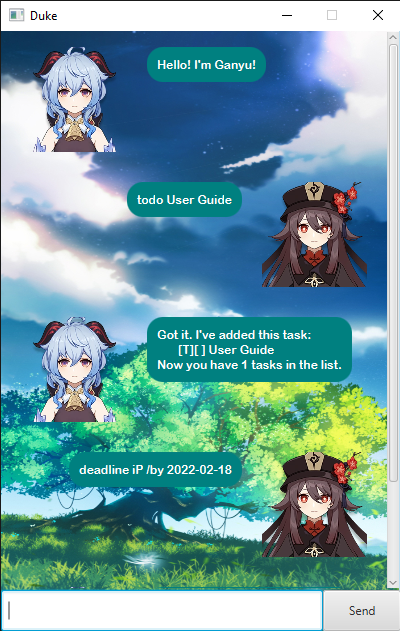 Duke
Hello! I'm Ganyu!
todo User Guide
Got it. I've added this task:
[T][ ] User Guide
Now you have 1 tasks in the list.
deadline iP /by 2022-02-18
Send